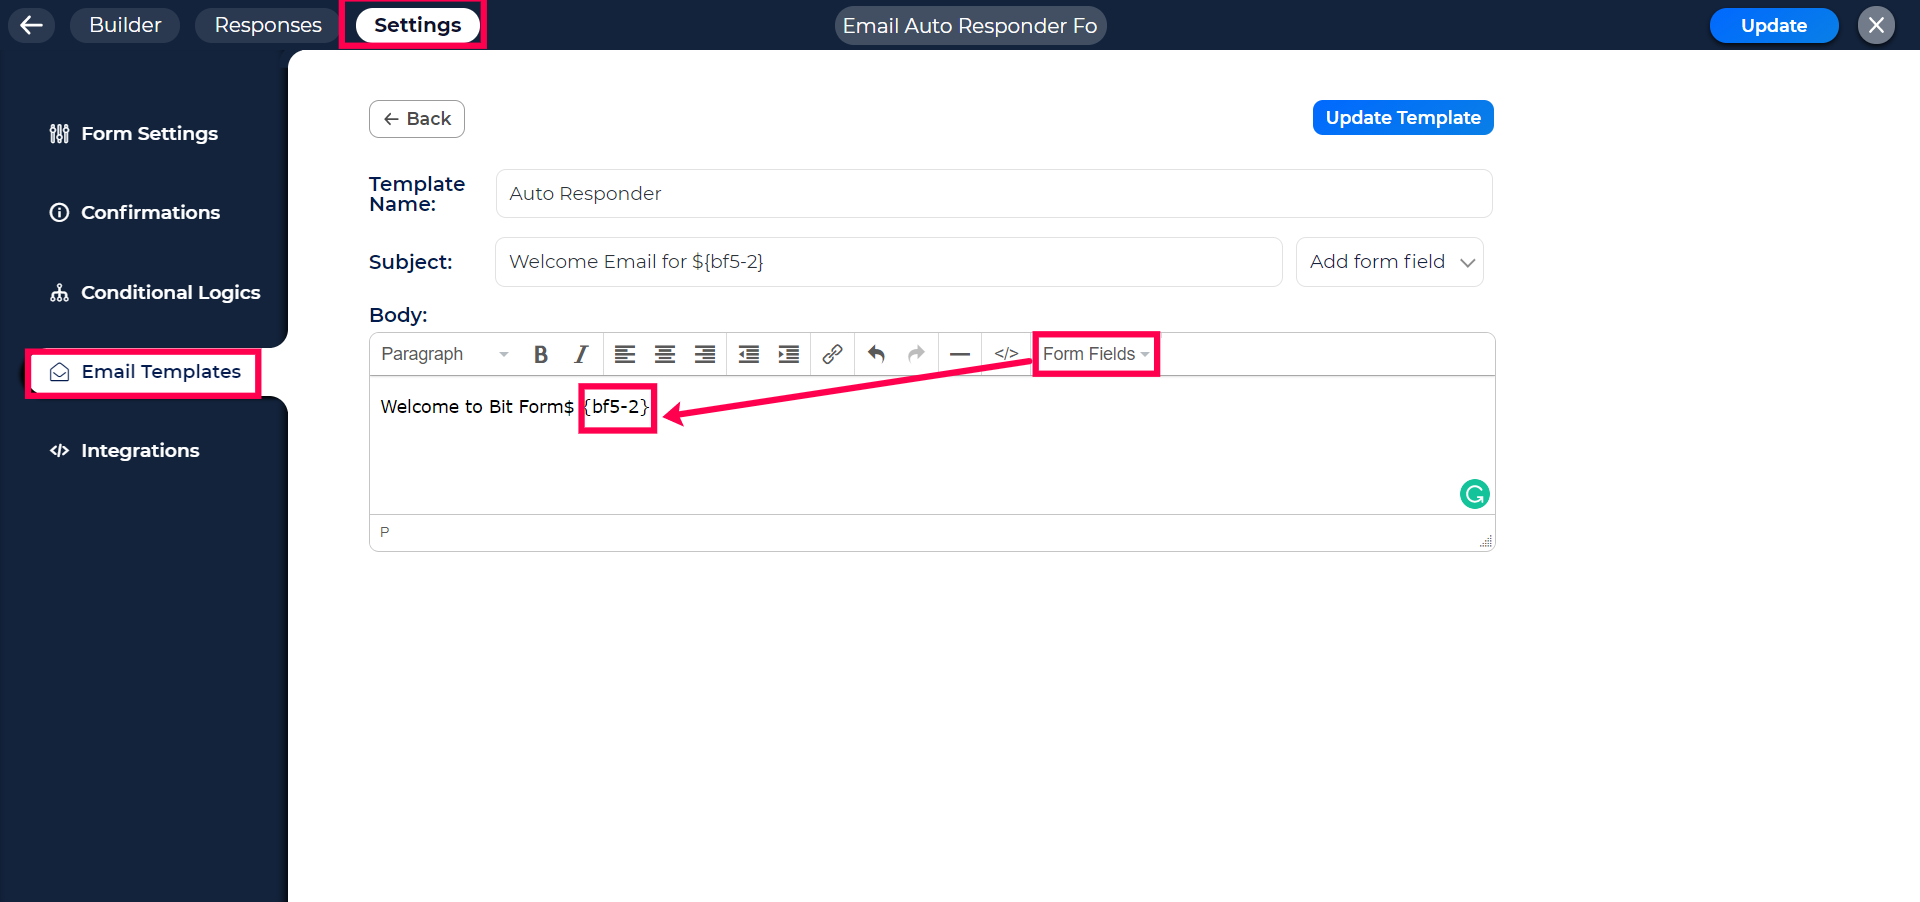 Builder
Responses
Settings
Email Auto Responder Fo
Update
Form Settings
Confirmations
Conditional Logics
Email Templates
Integrations
Back
Update Template
Template
Name:
Auto Responder
Subject:
Welcome Email for ${bf5-2}
Add form field
Body:
Paragraph
B
I
</>
Form Fields
Welcome to Bit Form$ {bf5-2}
P